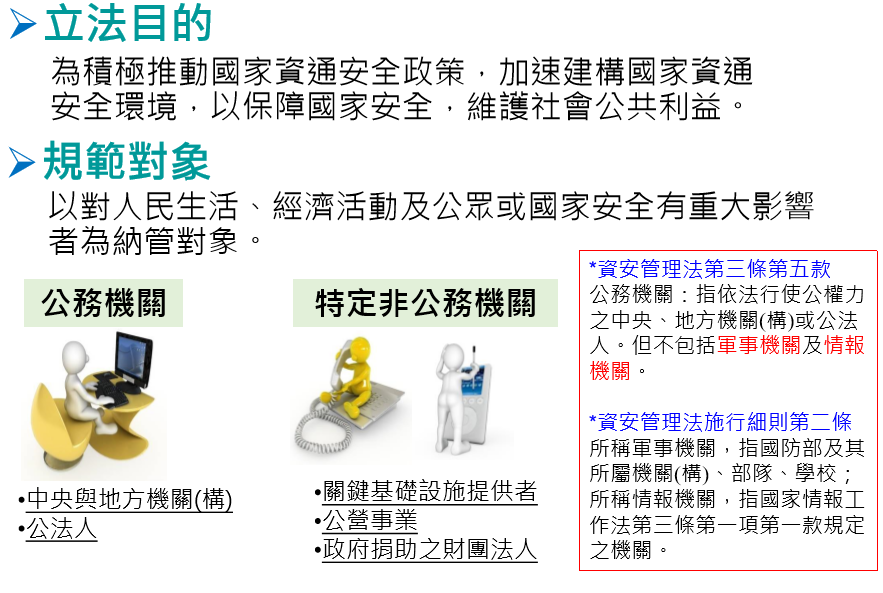 ➢立法目的
為積極推動國家資通安全政策，加速建構國家資通
安全環境，以保障國家安全，維護社會公共利益。
➢規範對象
以對人民生活、經濟活動及公眾或國家安全有重大影響
者為納管對象。
公務機關
•中央與地方機關(構)
•公法人
特定非公務機關
•關鍵基礎設施提供者
•公營事業
•政府捐助之財團法人
*資安管理法第三條第五款
公務機關：指依法行使公權力
之中央、地方機關(構)或公法
人。但不包括軍事機關及情報
機關。
*資安管理法施行細則第二條
所稱軍事機關，指國防部及其
所屬機關(構)、部隊、學校；
所稱情報機關，指國家情報工
作法第三條第一項第一款規定
之機關。